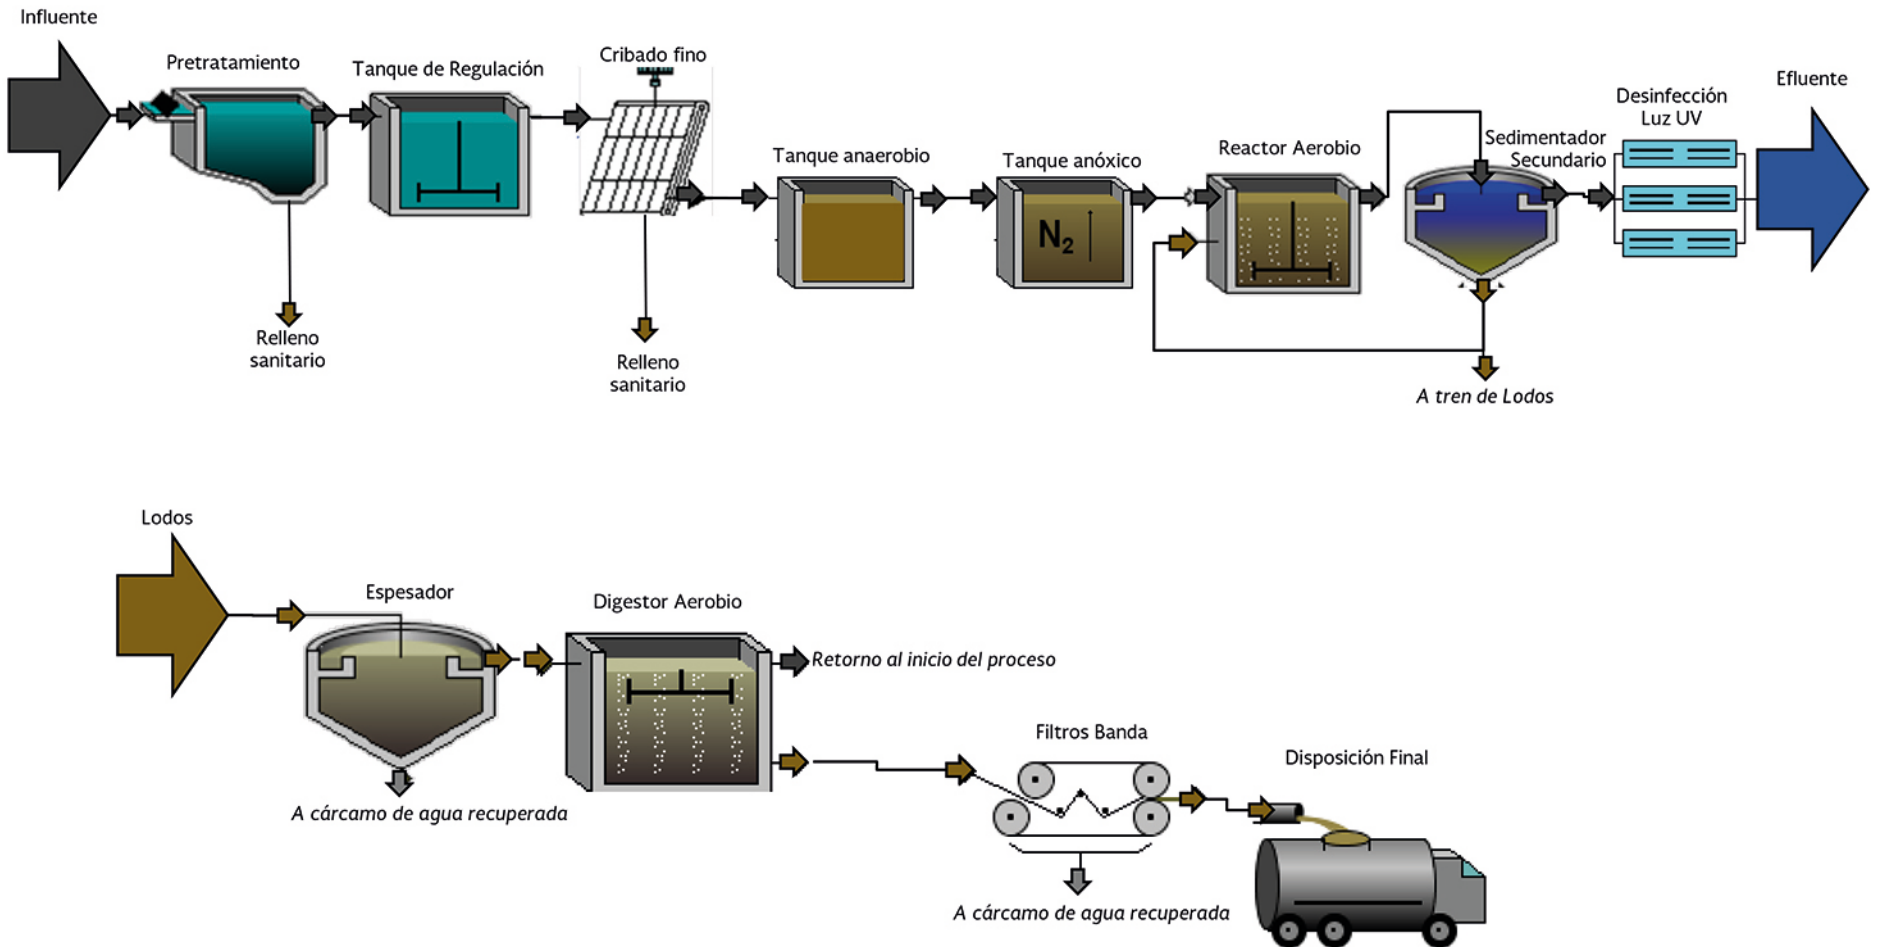 Influente
Pretratamiento
Tanque de Regulación
Cribado fino
Tanque anaerobio
Tanque anóxico
Reactor Aerobio
Sedimentador
Secundario
Desinfección
Luz UV
Efluente
N2
Relleno
sanitario
Relleno
sanitario
A tren de Lodos
Lodos
Espesador
Digestor Aerobio
Retorno al inicio del proceso
Filtros Banda
Disposición Final
A cárcamo de agua recuperada
A cárcamo de agua recuperada